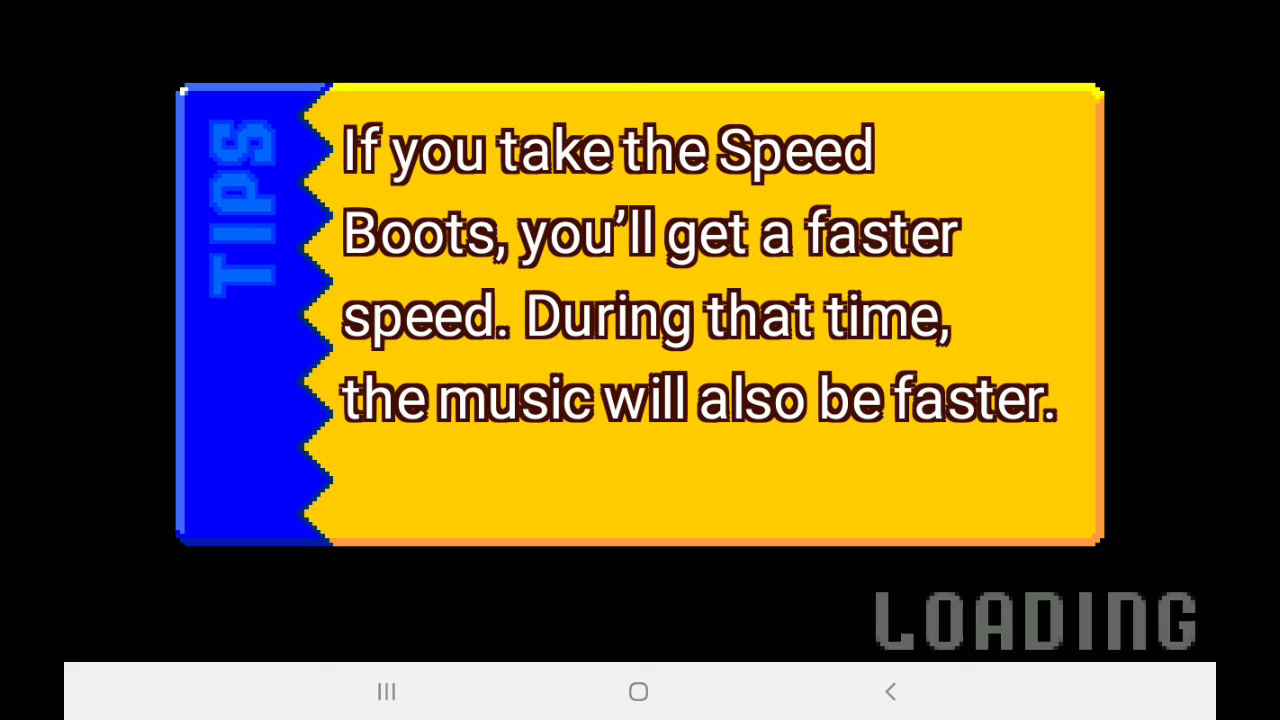 TIPS
If you take the Speed
Boots, you’ll get a faster
speed. During that time,
the music will also be faster.
LOADING